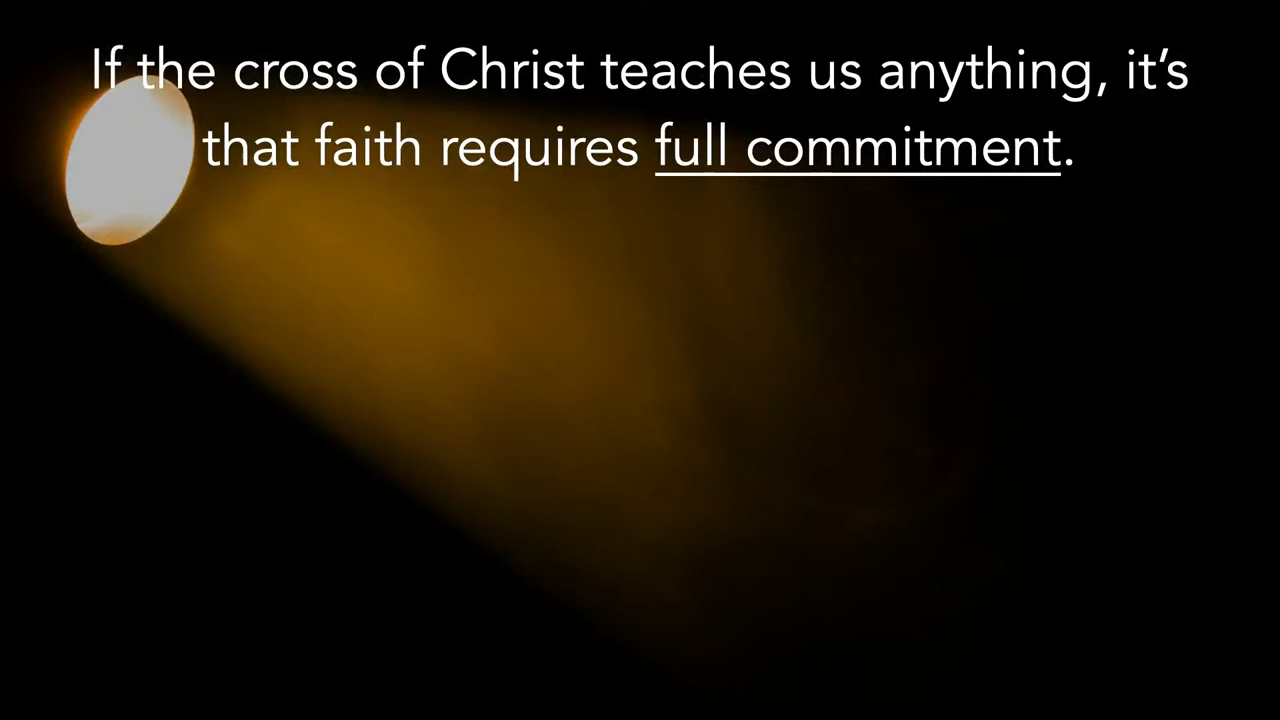 If the cross of Christ teaches us anything, it’s
that faith requires full commitment.